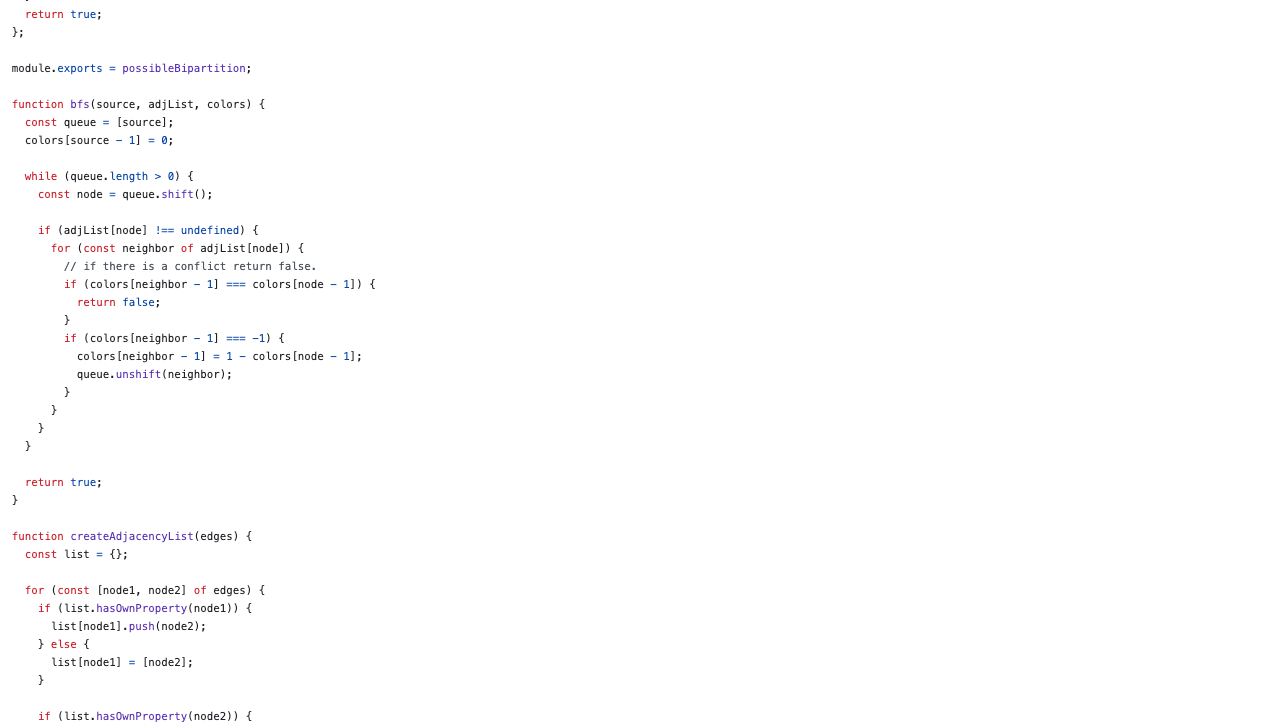 return true;
};
module.exports = possibleBipartition;
function bfs(source, adjList, colors) {
const queue = [source];
colors[source - 1] = 0;
while (queue.length > 0) {
const node = queue.shift();
if (adjList[node] !== undefined) {
for (const neighbor of adjList[node]) {
// if there is a conflict return false.
if (colors[neighbor - 1] === colors[node - 1]) {
return false;
}
if (colors[neighbor - 1] === -1) {
colors[neighbor - 1] = 1 - colors[node - 1];
queue.unshift(neighbor);
}
}
}
}
return true;
}
function createAdjacencyList(edges) {
const list = {};
for (const [node1, node2] of edges) {
if (list.hasOwnProperty(node1)) {
list[node1].push(node2);
} else {
list[node1] = [node2];
}
if (list.hasOwnProperty(node2)) {